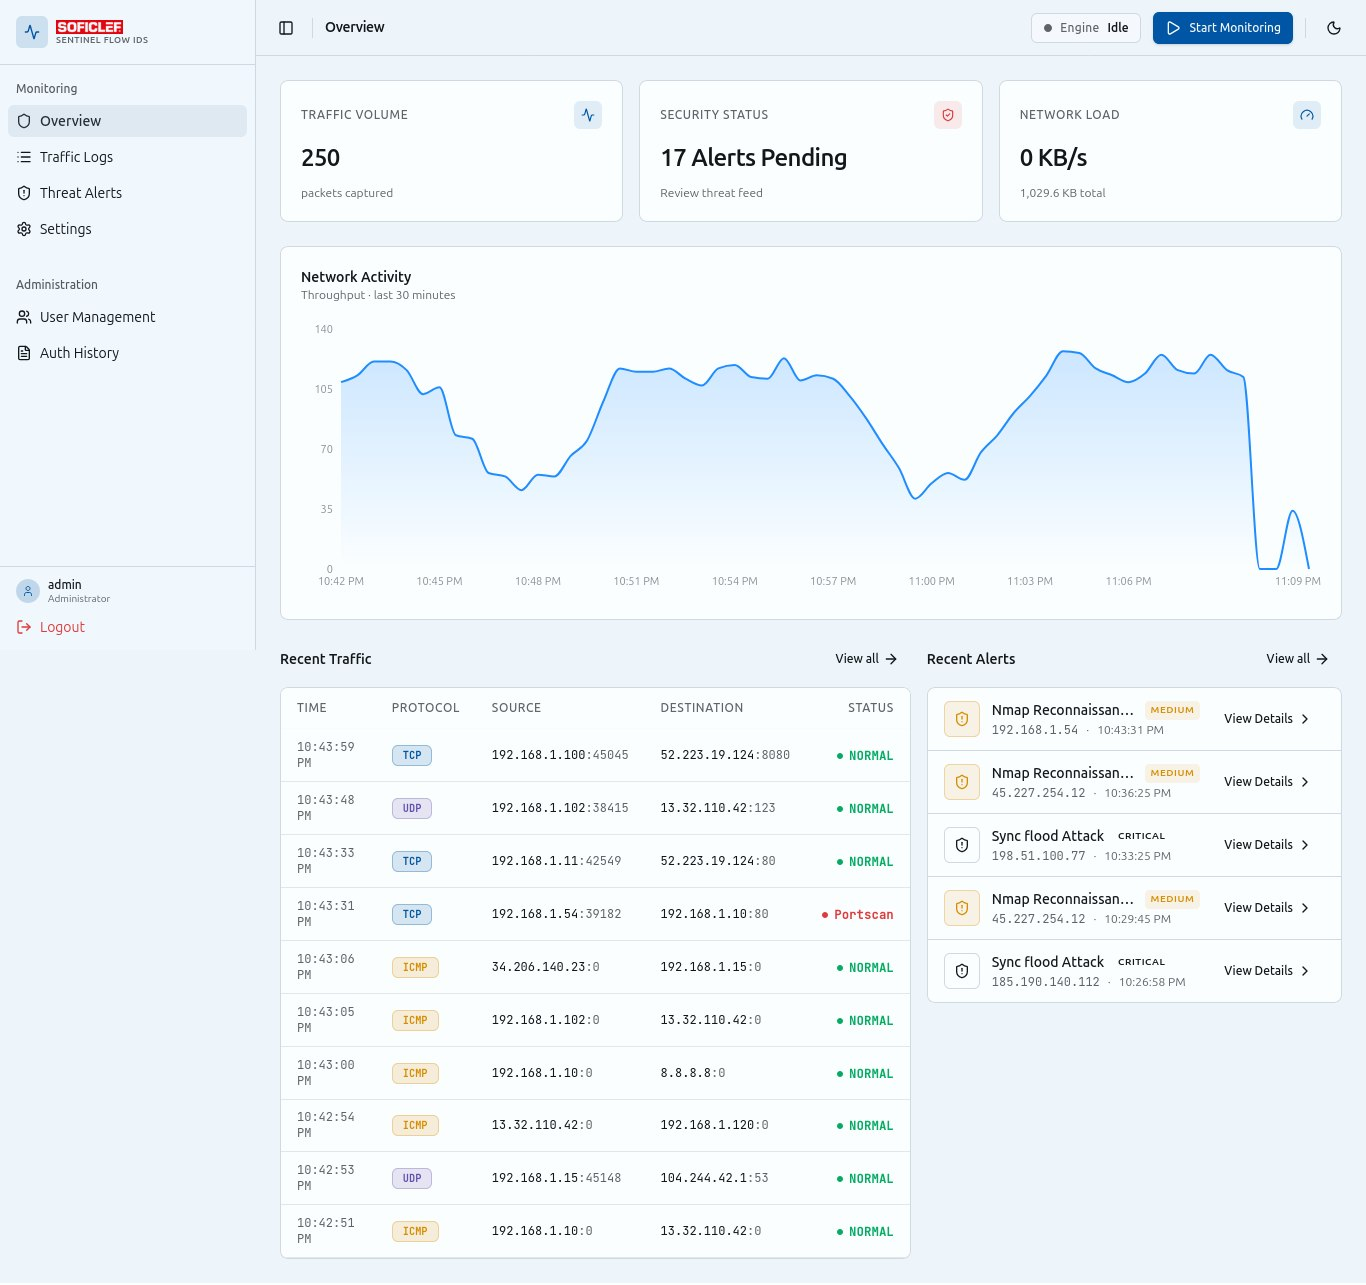 SOFICLEF
SENTINEL FLOW IDS
Monitoring
Overview
Traffic Logs
Threat Alerts
Settings
Administration
User Management
Auth History
admin
Administrator
Logout
Overview
Engine Idle
Start Monitoring
TRAFFIC VOLUME
250
packets captured
SECURITY STATUS
17 Alerts Pending
Review threat feed
NETWORK LOAD
0 KB/s
1,029.6 KB total
Network Activity
Throughput · last 30 minutes
140
105
70
35
0
10:42 PM 10:45 PM 10:48 PM 10:51 PM 10:54 PM 10:57 PM 11:00 PM 11:03 PM 11:06 PM 11:09 PM
Recent Traffic View all
TIME PROTOCOL SOURCE DESTINATION STATUS
10:43:59 PM TCP 192.168.1.100:45045 52.223.19.124:8080 NORMAL
10:43:48 PM UDP 192.168.1.102:38415 13.32.110.42:123 NORMAL
10:43:33 PM TCP 192.168.1.11:42549 52.223.19.124:80 NORMAL
10:43:31 PM TCP 192.168.1.54:39182 192.168.1.10:80 Portscan
10:43:06 PM ICMP 34.206.140.23:0 192.168.1.15:0 NORMAL
10:43:05 PM ICMP 192.168.1.102:0 13.32.110.42:0 NORMAL
10:43:00 PM ICMP 192.168.1.10:0 8.8.8.8:0 NORMAL
10:42:54 PM ICMP 13.32.110.42:0 192.168.1.120:0 NORMAL
10:42:53 PM UDP 192.168.1.15:45148 104.244.42.1:53 NORMAL
10:42:51 PM ICMP 192.168.1.10:0 13.32.110.42:0 NORMAL
Recent Alerts View all
Nmap Reconnaissan... MEDIUM View Details
192.168.1.54 · 10:43:31 PM
Nmap Reconnaissan... MEDIUM View Details
45.227.254.12 · 10:36:25 PM
Sync flood Attack CRITICAL View Details
198.51.100.77 · 10:33:25 PM
Nmap Reconnaissan... MEDIUM View Details
45.227.254.12 · 10:29:45 PM
Sync flood Attack CRITICAL View Details
185.190.140.112 · 10:26:58 PM